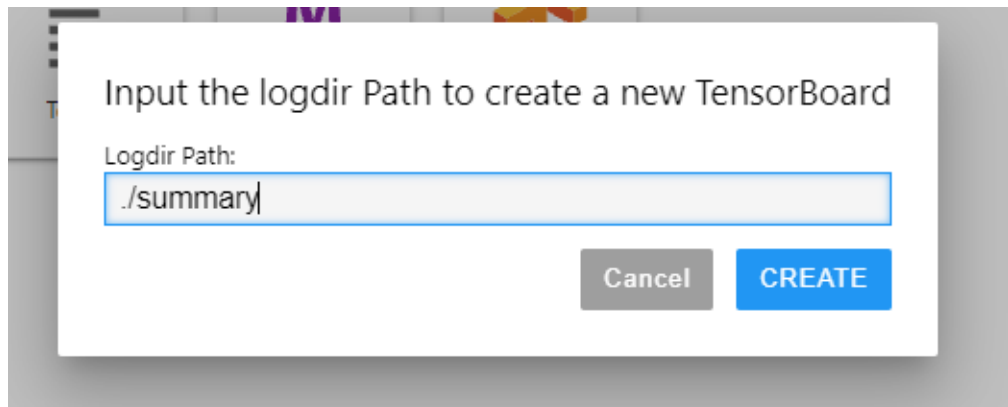 Input the logdir Path to create a new TensorBoard
Logdir Path:
./summary
Cancel
CREATE